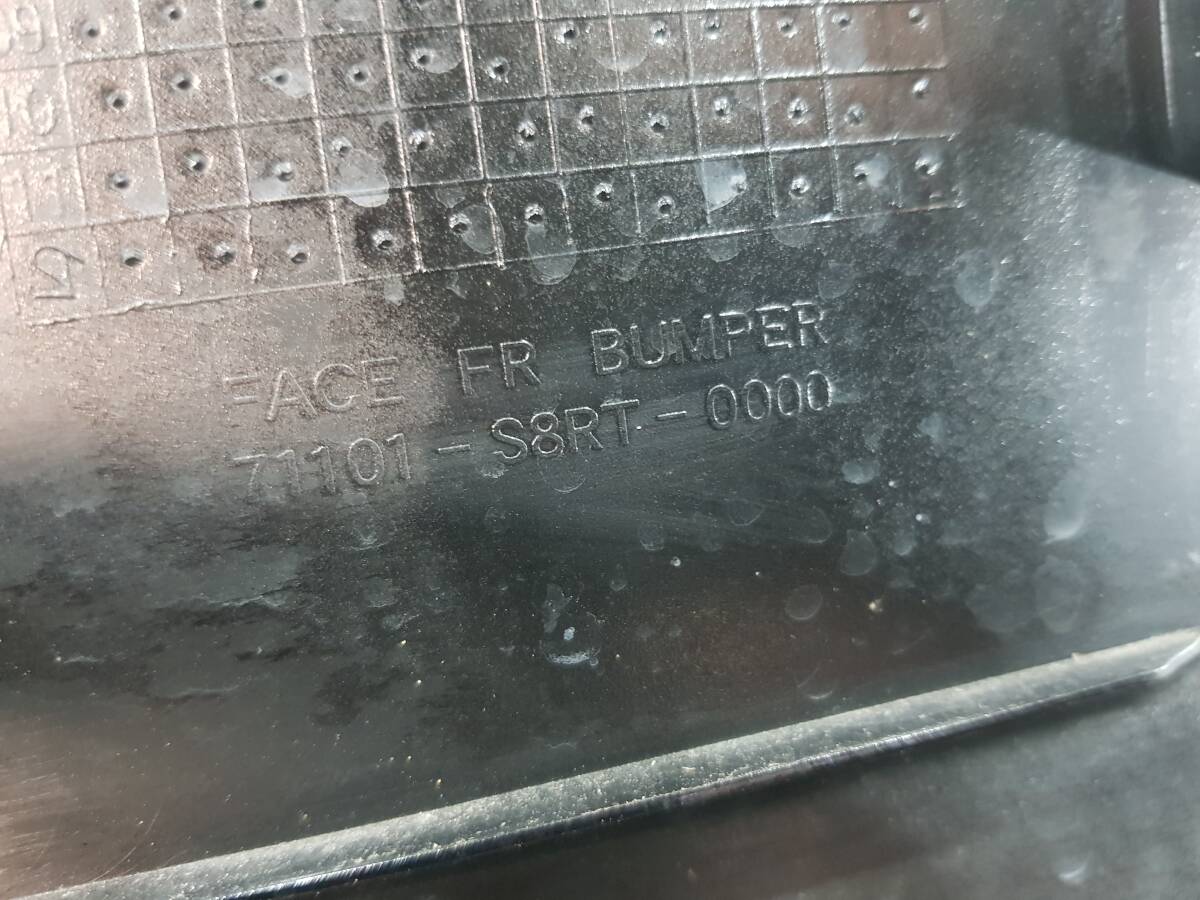 FACE FR BUMPER
71101-S8RT-0000